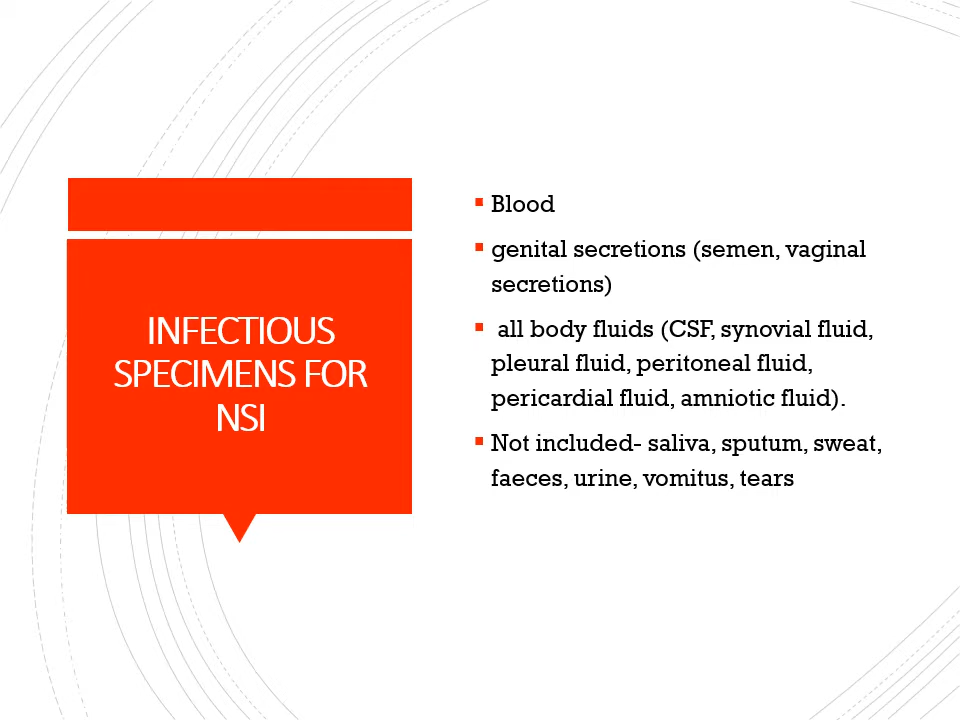 INFECTIOUS
SPECIMENS FOR
NSI
Blood
genital secretions (semen, vaginal
secretions)
all body fluids (CSF, synovial fluid,
pleural fluid, peritoneal fluid,
pericardial fluid, amniotic fluid).
Not included- saliva, sputum, sweat,
faeces, urine, vomitus, tears